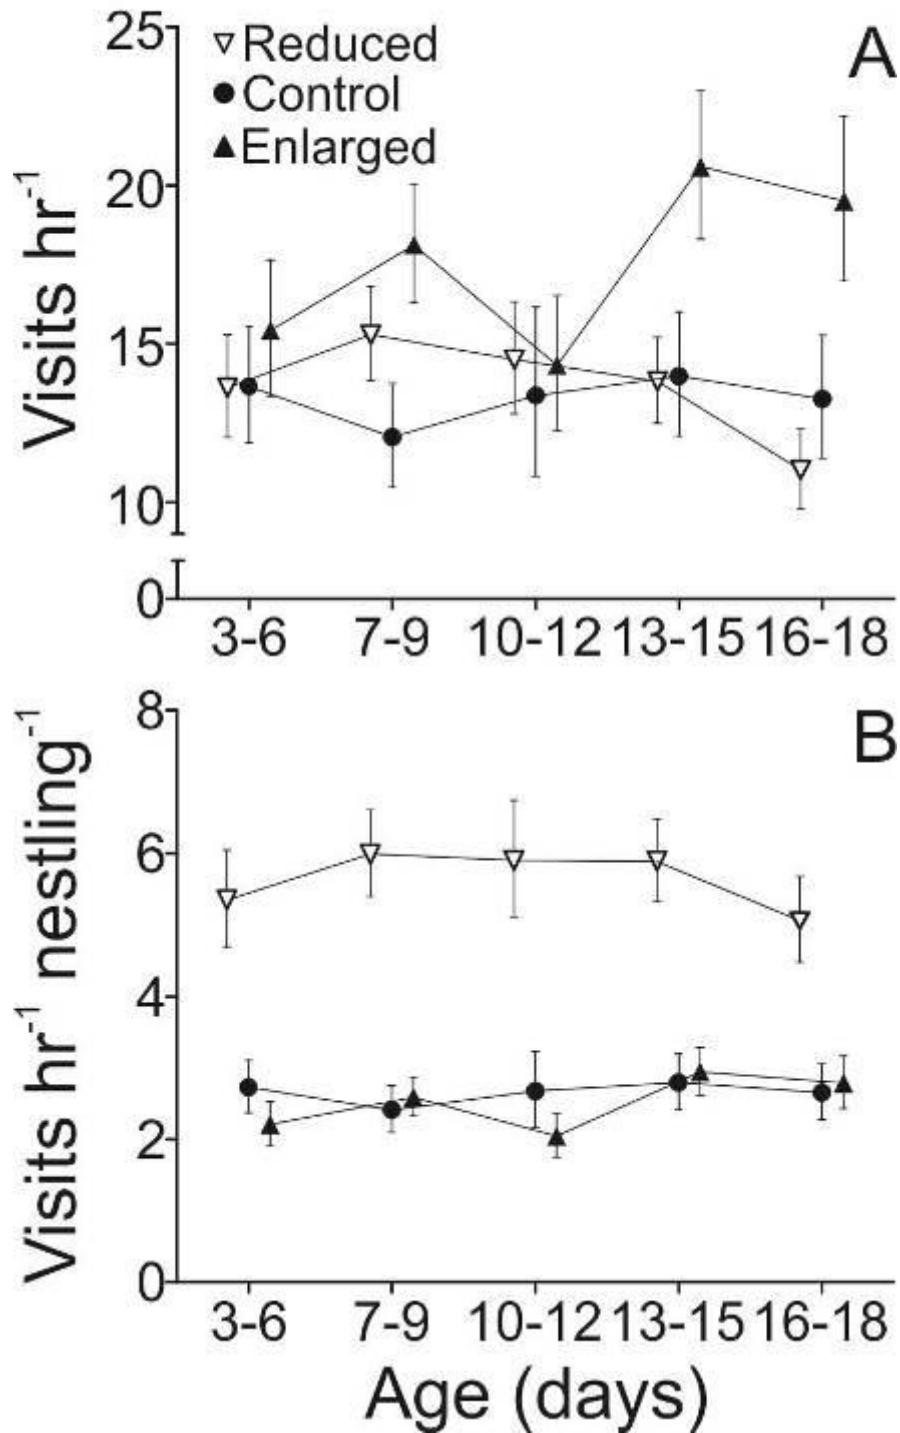 25
20
15
10
0
Visits hr⁻¹
▽ Reduced
● Control
▲ Enlarged
A
3-6 7-9 10-12 13-15 16-18
8
6
4
2
0
Visits hr⁻¹ nestling⁻¹
B
3-6 7-9 10-12 13-15 16-18
Age (days)